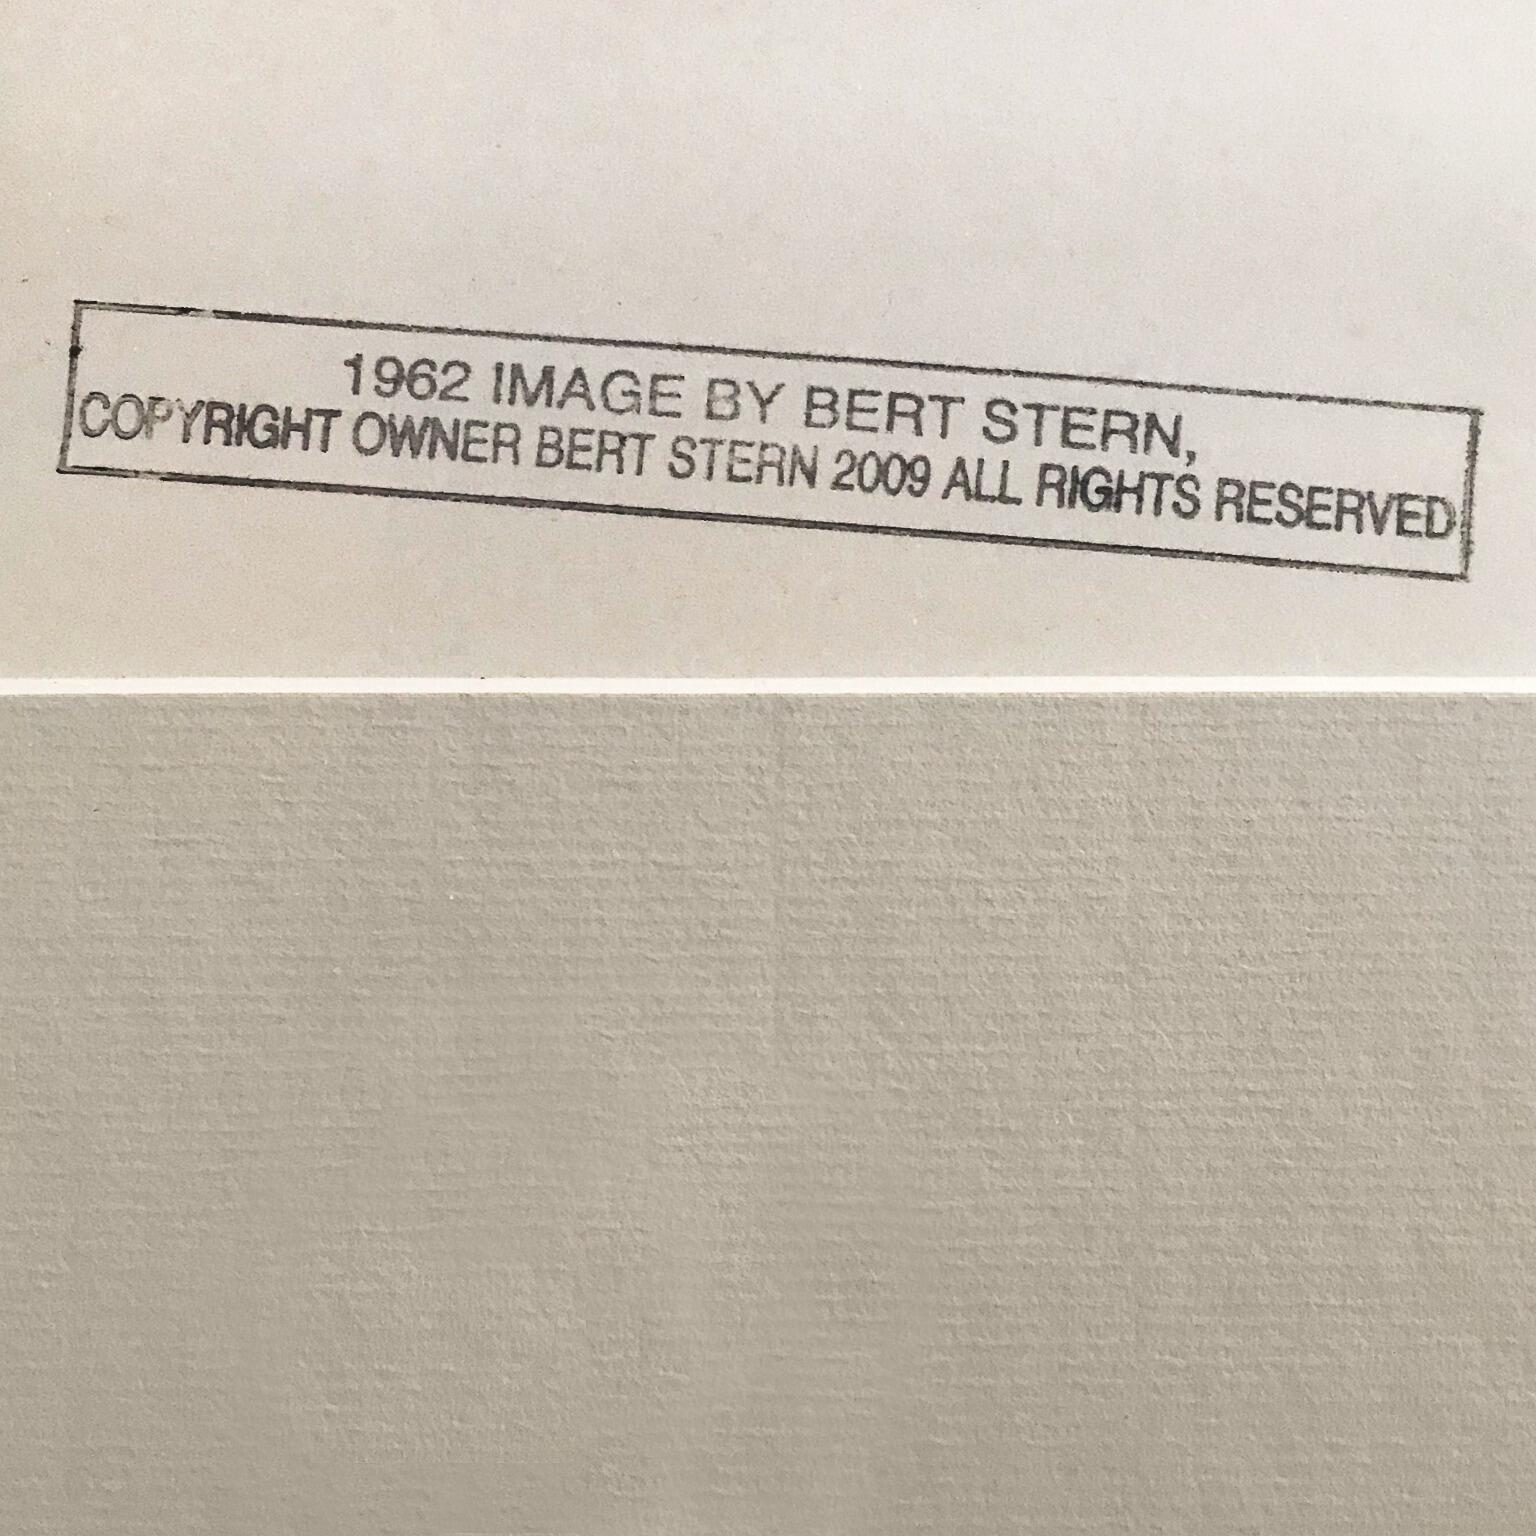 1962 IMAGE BY BERT STERN,
COPYRIGHT OWNER BERT STERN 2009 ALL RIGHTS RESERVED